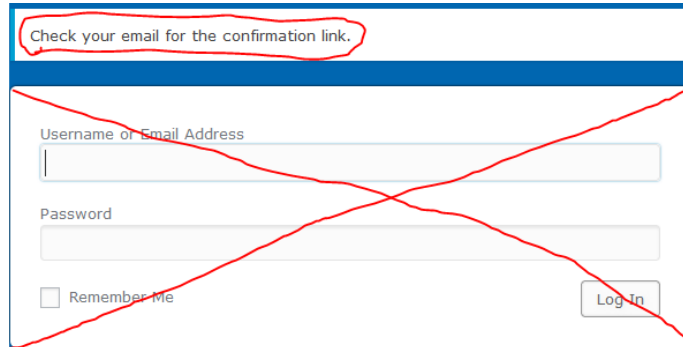 Check your email for the confirmation link.
Username or Email Address
Password
Remember Me
Log In